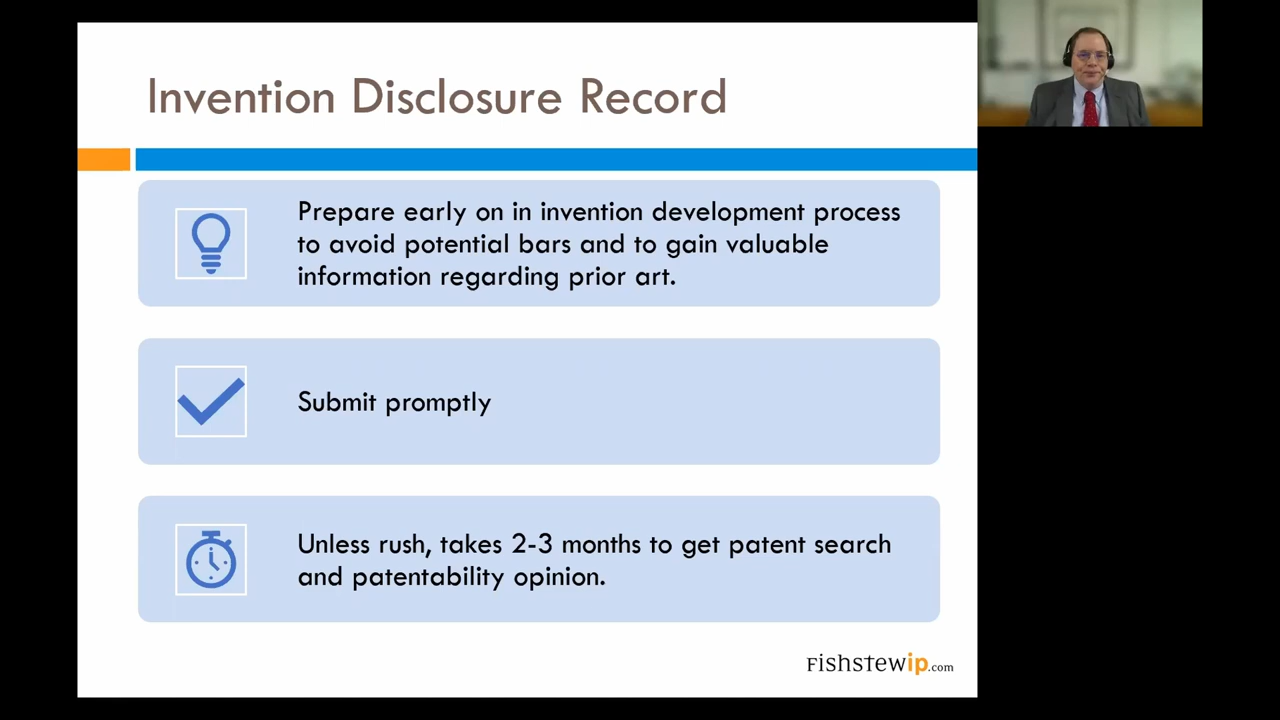 Invention Disclosure Record
Prepare early on in invention development process
to avoid potential bars and to gain valuable
information regarding prior art.
Submit promptly
Unless rush, takes 2-3 months to get patent search
and patentability opinion.
Fishstewip.com